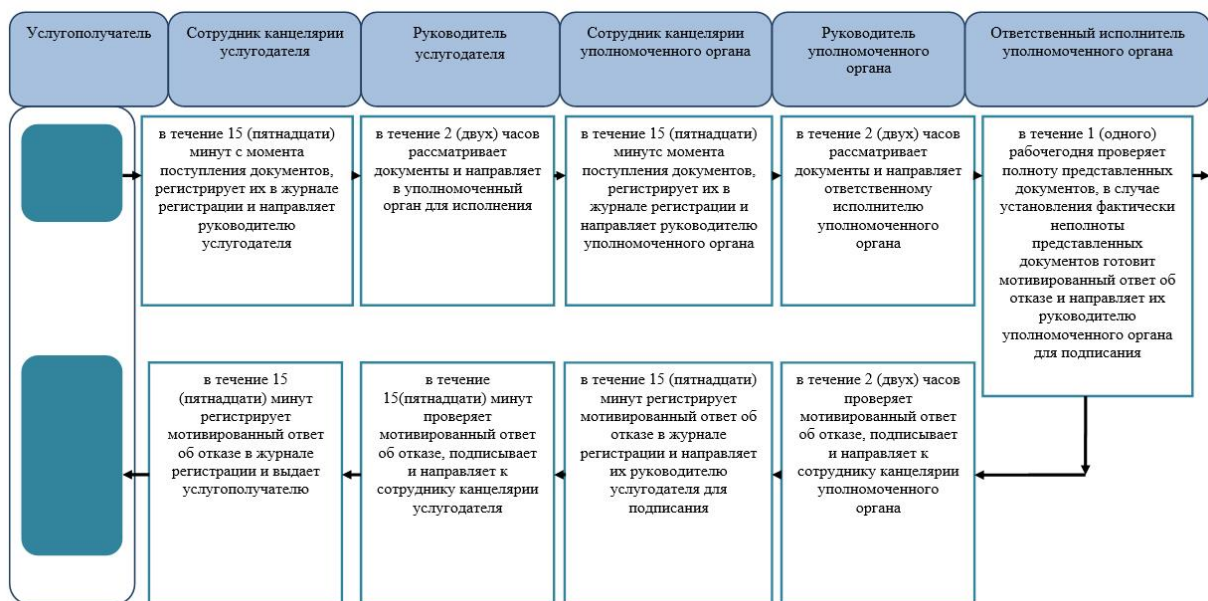 Услугополучатель
Сотрудник канцелярии
услугодателя
Руководитель
услугодателя
Сотрудник канцелярии
уполномоченного органа
Руководитель
уполномоченного
органа
Ответственный исполнитель
уполномоченного органа
в течение 15 (пятнадцати)
минут с момента
поступления документов,
регистрирует их в журнале
регистрации и направляет
руководителю
услугодателя
в течение 2 (двух) часов
рассматривает
документы и направляет
в уполномоченный
орган для исполнения
в течение 15 (пятнадцати)
минутс момента
поступления документов,
регистрирует их в
журнале регистрации и
направляет руководителю
уполномоченного органа
в течение 2 (двух) часов
рассматривает
документы и направляет
ответственному
исполнителю
уполномоченного
органа
в течение 1 (одного)
рабочегодня проверяет
полноту представленных
документов, в случае
установления фактически
неполноты
представленных
документов готовит
мотивированный ответ об
отказе и направляет их
руководителю
уполномоченного органа
для подписания
в течение 15
(пятнадцати) минут
регистрирует
мотивированный ответ
об отказе в журнале
регистрации и выдает
услугополучателю
в течение
15(пятнадцати) минут
проверяет
мотивированный ответ
об отказе, подписывает
и направляет к
сотруднику канцелярии
услугодателя
в течение 15 (пятнадцати)
минут регистрирует
мотивированный ответ об
отказе в журнале
регистрации и направляет
их руководителю
услугодателя для
подписания
в течение 2 (двух) часов
проверяет
мотивированный ответ
об отказе, подписывает
и направляет к
сотруднику канцелярии
уполномоченного
органа